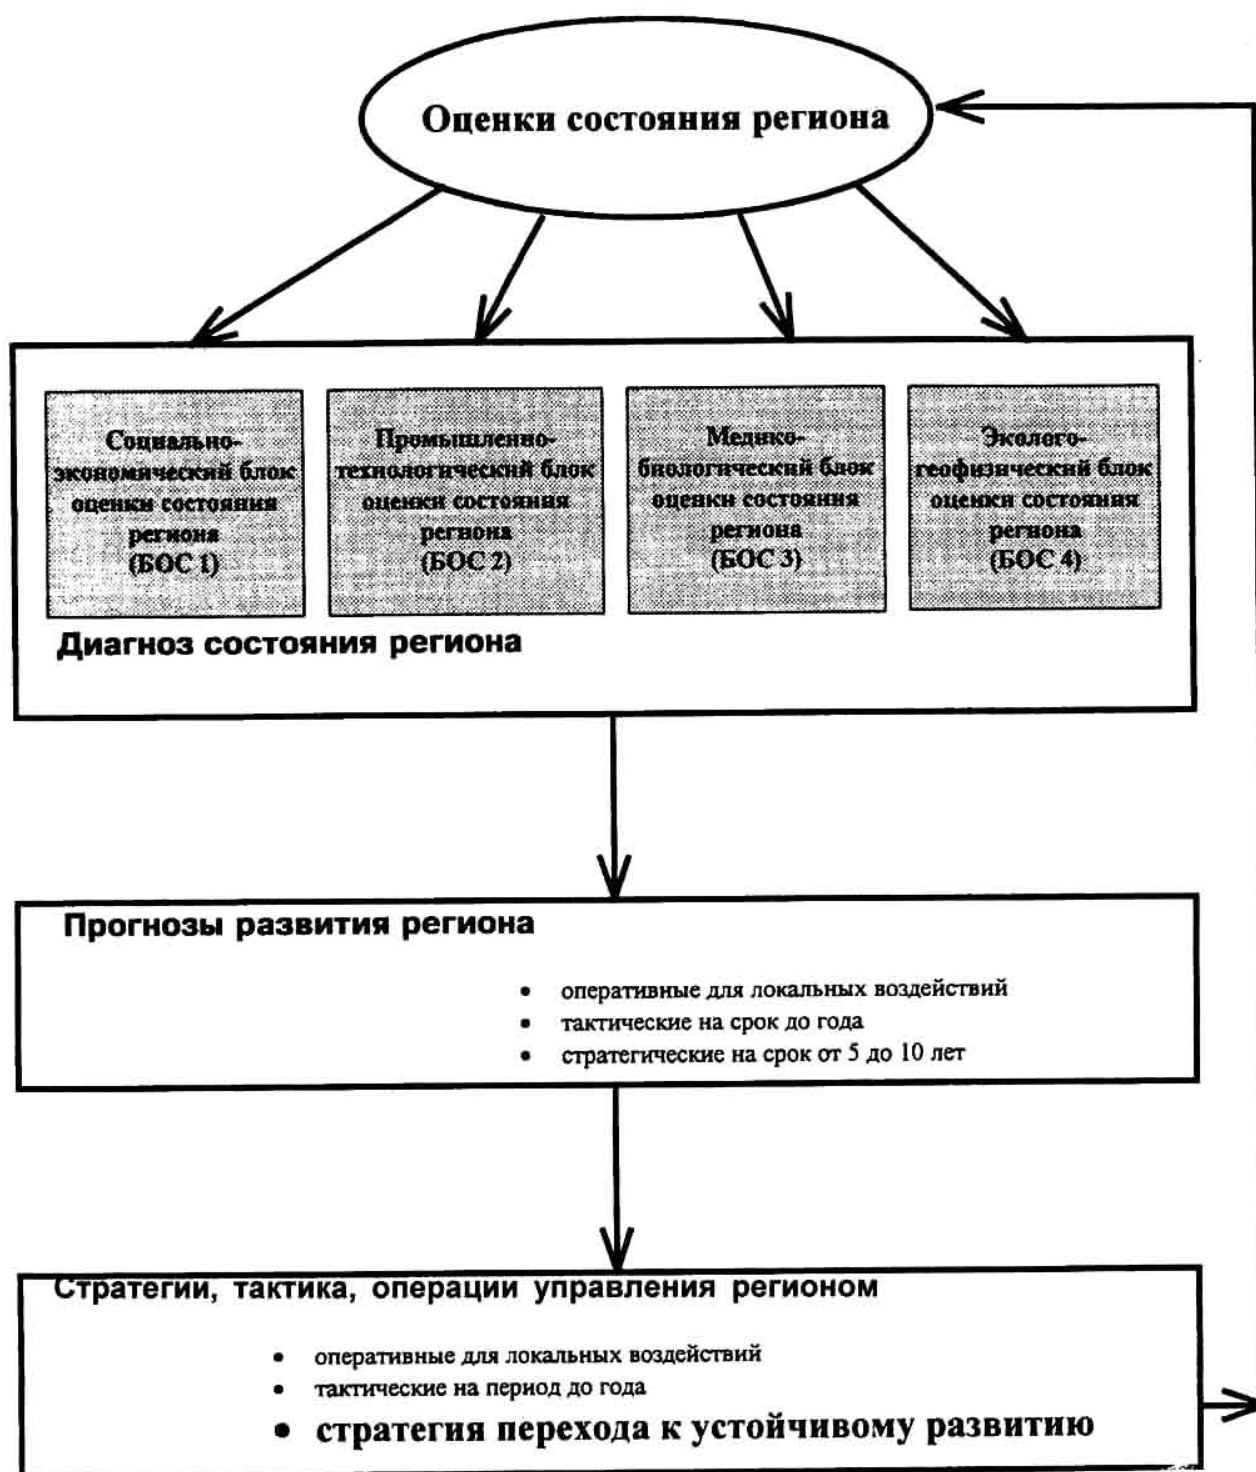 Оценки состояния региона
Социально-
экономический блок
оценки состояния
региона
(БОС 1)
Промышленно-
технологический блок
оценки состояния
региона
(БОС 2)
Медико-
биологический блок
оценки состояния
региона
(БОС 3)
Эколого-
геофизический блок
оценки состояния
региона
(БОС 4)
Диагноз состояния региона
Прогнозы развития региона
• оперативные для локальных воздействий
• тактические на срок до года
• стратегические на срок от 5 до 10 лет
Стратегии, тактика, операции управления регионом
• оперативные для локальных воздействий
• тактические на период до года
• стратегия перехода к устойчивому развитию